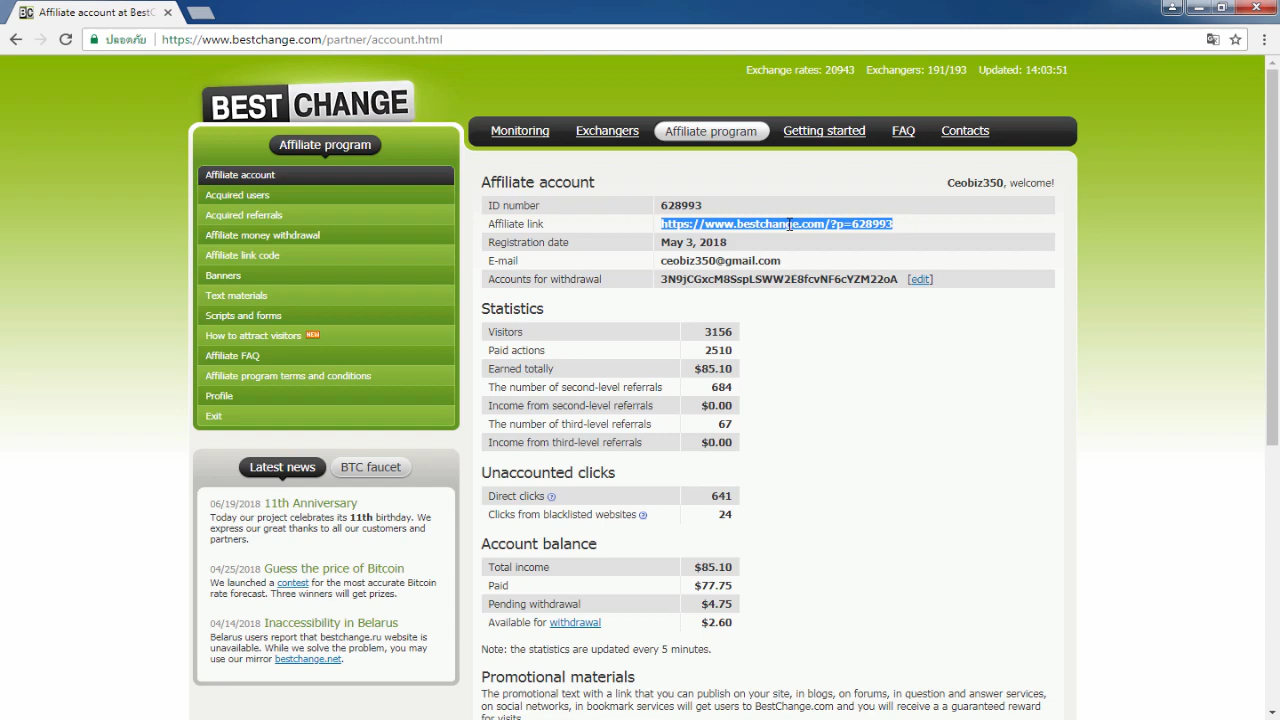 Affiliate account at BestC
ปลอดภัย https://www.bestchange.com/partner/account.html
Exchange rates: 20943 Exchangers: 191/193 Updated: 14:03:51
BESTCHANGE
Monitoring Exchangers Affiliate program Getting started FAQ Contacts
Affiliate program
Affiliate account
Acquired users
Acquired referrals
Affiliate money withdrawal
Affiliate link code
Banners
Text materials
Scripts and forms
How to attract visitors NEW
Affiliate FAQ
Affiliate program terms and conditions
Profile
Exit
Latest news BTC faucet
06/19/2018 11th Anniversary
Today our project celebrates its 11th birthday. We
express our great thanks to all our customers and
partners.
04/25/2018 Guess the price of Bitcoin
We launched a contest for the most accurate Bitcoin
rate forecast. Three winners will get prizes.
04/14/2018 Inaccessibility in Belarus
Belarus users report that bestchange.ru website is
unavailable. While we solve the problem, you may
use our mirror bestchange.net.
Affiliate account Ceobiz350, welcome!
ID number 628993
Affiliate link https://www.bestchange.com/?p=628993
Registration date May 3, 2018
E-mail ceobiz350@gmail.com
Accounts for withdrawal 3N9jCGxcM8SspLSWW2E8fcvNF6cYZM22oA [edit]
Statistics
Visitors 3156
Paid actions 2510
Earned totally $85.10
The number of second-level referrals 684
Income from second-level referrals $0.00
The number of third-level referrals 67
Income from third-level referrals $0.00
Unaccounted clicks
Direct clicks 641
Clicks from blacklisted websites 24
Account balance
Total income $85.10
Paid $77.75
Pending withdrawal $4.75
Available for withdrawal $2.60
Note: the statistics are updated every 5 minutes.
Promotional materials
The promotional text with a link that you can publish on your site, in blogs, on forums, in question and answer services,
on social networks, in bookmark services will get users to BestChange.com and you will receive a a guaranteed reward
for visits.